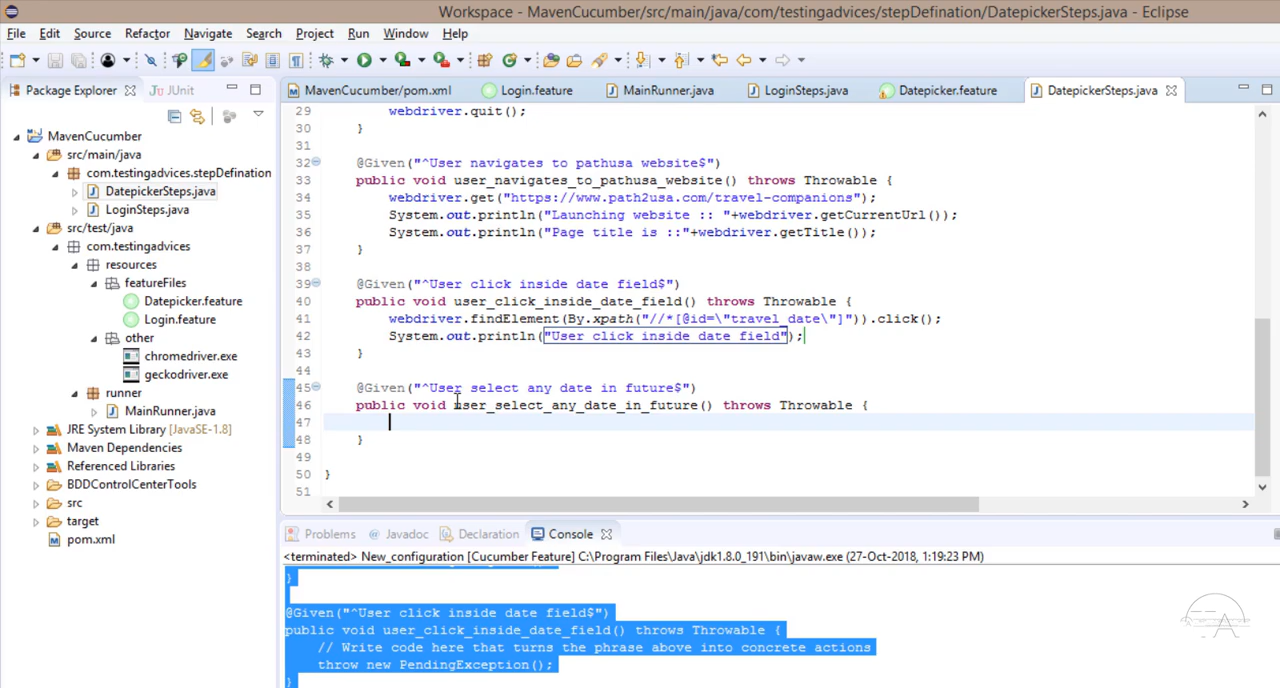 Workspace - MavenCucumber/src/main/java/com/testingadvices/stepDefination/DatepickerSteps.java - Eclipse
File Edit Source Refactor Navigate Search Project Run Window Help
Package Explorer JUnit
MavenCucumber/pom.xml Login.feature MainRunner.java LoginSteps.java Datepicker.feature DatepickerSteps.java
MavenCucumber
src/main/java
com.testingadvices.stepDefination
DatepickerSteps.java
LoginSteps.java
src/test/java
com.testingadvices
resources
featureFiles
Datepicker.feature
Login.feature
other
chromedriver.exe
geckodriver.exe
runner
MainRunner.java
JRE System Library [JavaSE-1.8]
Maven Dependencies
Referenced Libraries
BDDControlCenterTools
src
target
pom.xml
29 webdriver.quit();
30 }
31
32 @Given("^User navigates to pathusa website$")
33 public void user_navigates_to_pathusa_website() throws Throwable {
34 webdriver.get("https://www.path2usa.com/travel-companions");
35 System.out.println("Launching website :: "+webdriver.getCurrentUrl());
36 System.out.println("Page title is ::"+webdriver.getTitle());
37 }
38
39 @Given("^User click inside date field$")
40 public void user_click_inside_date_field() throws Throwable {
41 webdriver.findElement(By.xpath("//*[@id=\"travel_date\"]")).click();
42 System.out.println("User click inside date field");
43 }
44
45 @Given("^User select any date in future$")
46 public void user_select_any_date_in_future() throws Throwable {
47
48 }
49
50 }
51
Problems Javadoc Declaration Console
<terminated> New_configuration [Cucumber Feature] C:\Program Files\Java\jdk1.8.0_191\bin\javaw.exe (27-Oct-2018, 1:19:23 PM)
}
@Given("^User click inside date field$")
public void user_click_inside_date_field() throws Throwable {
// Write code here that turns the phrase above into concrete actions
throw new PendingException();
}